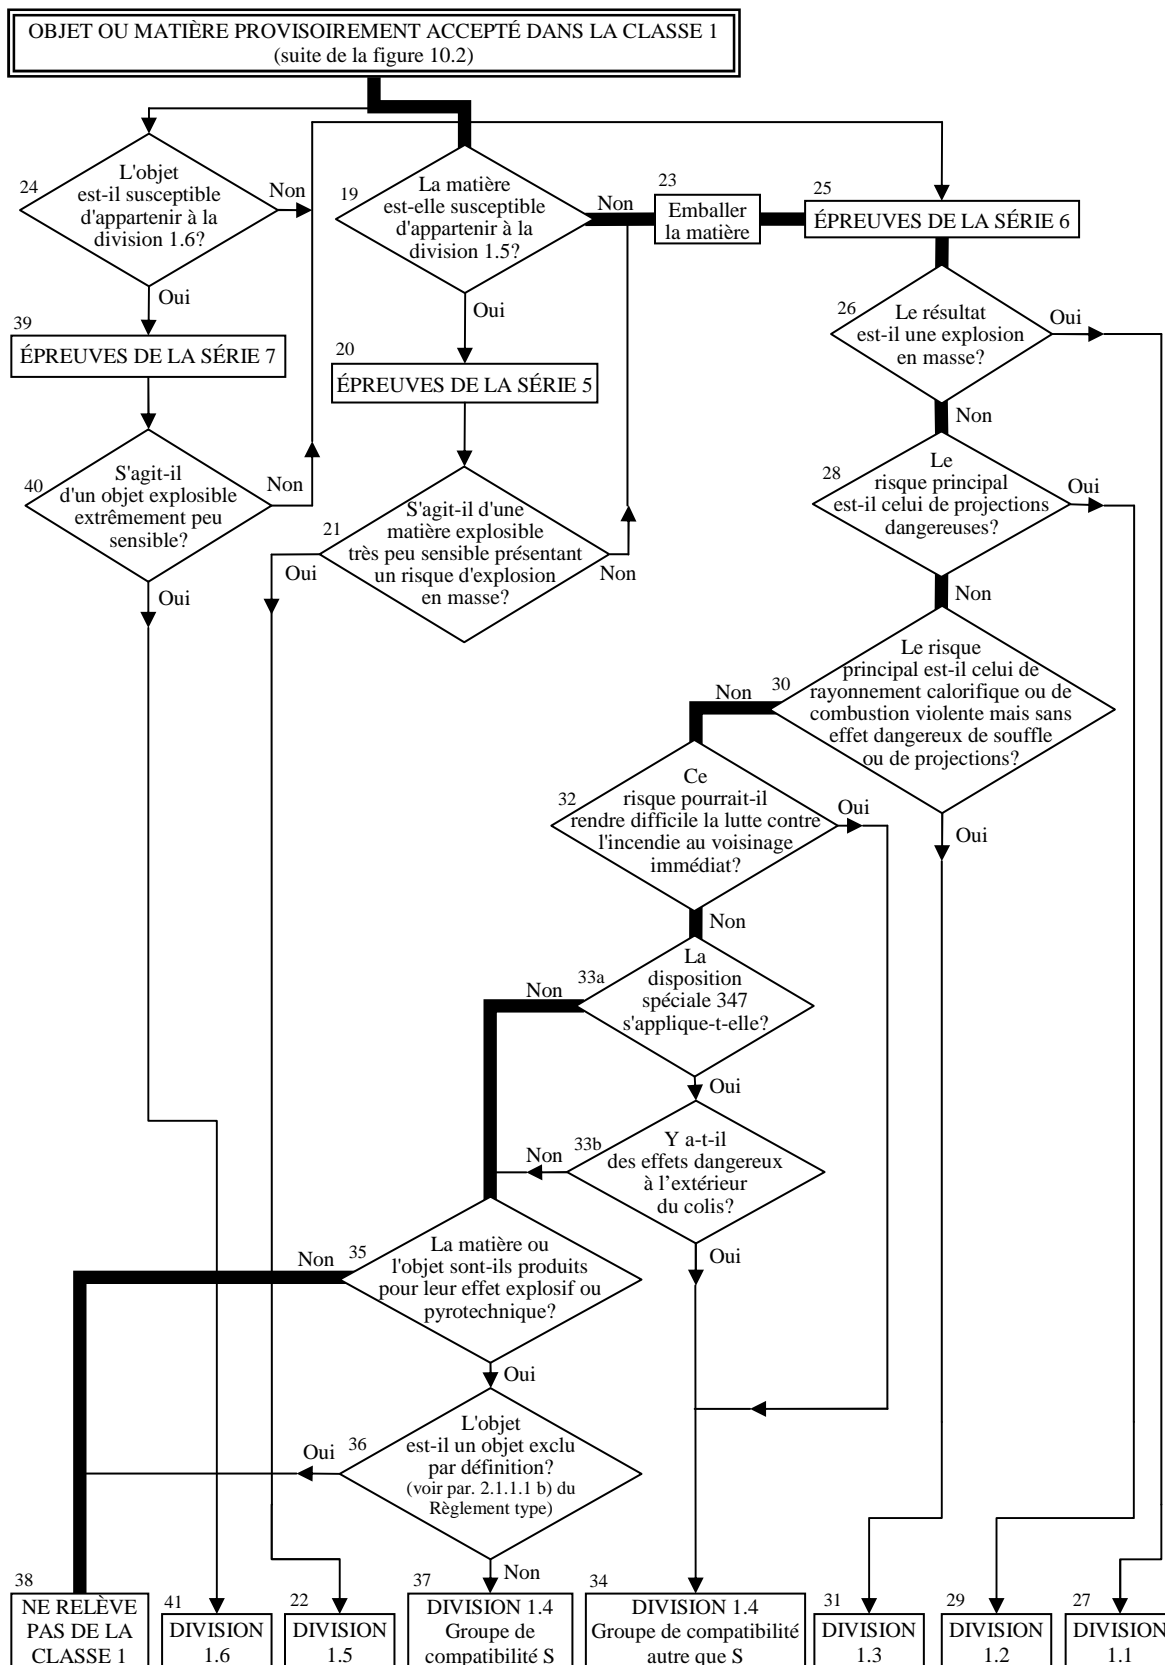 OBJET OU MATIÈRE PROVISOIREMENT ACCEPTÉ DANS LA CLASSE 1
(suite de la figure 10.2)
24
L'objet
est-il susceptible
d'appartenir à la
division 1.6?
Non
Oui
19
La matière
est-elle susceptible
d'appartenir à la
division 1.5?
Non
Oui
23
Emballer
la matière
25
ÉPREUVES DE LA SÉRIE 6
26
Le résultat
est-il une explosion
en masse?
Oui
Non
39
ÉPREUVES DE LA SÉRIE 7
20
ÉPREUVES DE LA SÉRIE 5
28
Le
risque principal
est-il celui de projections
dangereuses?
Oui
Non
40
S'agit-il
d'un objet explosible
extrêmement peu
sensible?
Non
Oui
21
S'agit-il d'une
matière explosible
très peu sensible présentant
un risque d'explosion
en masse?
Oui
Non
30
Le risque
principal est-il celui de
rayonnement calorifique ou de
combustion violente mais sans
effet dangereux de souffle
ou de projections?
Non
Oui
32
Ce
risque pourrait-il
rendre difficile la lutte contre
l'incendie au voisinage
immédiat?
Oui
Non
33a
La
disposition
spéciale 347
s'applique-t-elle?
Non
Oui
33b
Y a-t-il
des effets dangereux
à l’extérieur
du colis?
Non
Oui
35
La matière ou
l'objet sont-ils produits
pour leur effet explosif ou
pyrotechnique?
Non
Oui
36
L'objet
est-il un objet exclu
par définition?
(voir par. 2.1.1.1 b) du
Règlement type)
Oui
Non
38
NE RELÈVE
PAS DE LA
CLASSE 1
41
DIVISION
1.6
22
DIVISION
1.5
37
DIVISION 1.4
Groupe de
compatibilité S
34
DIVISION 1.4
Groupe de compatibilité
autre que S
31
DIVISION
1.3
29
DIVISION
1.2
27
DIVISION
1.1